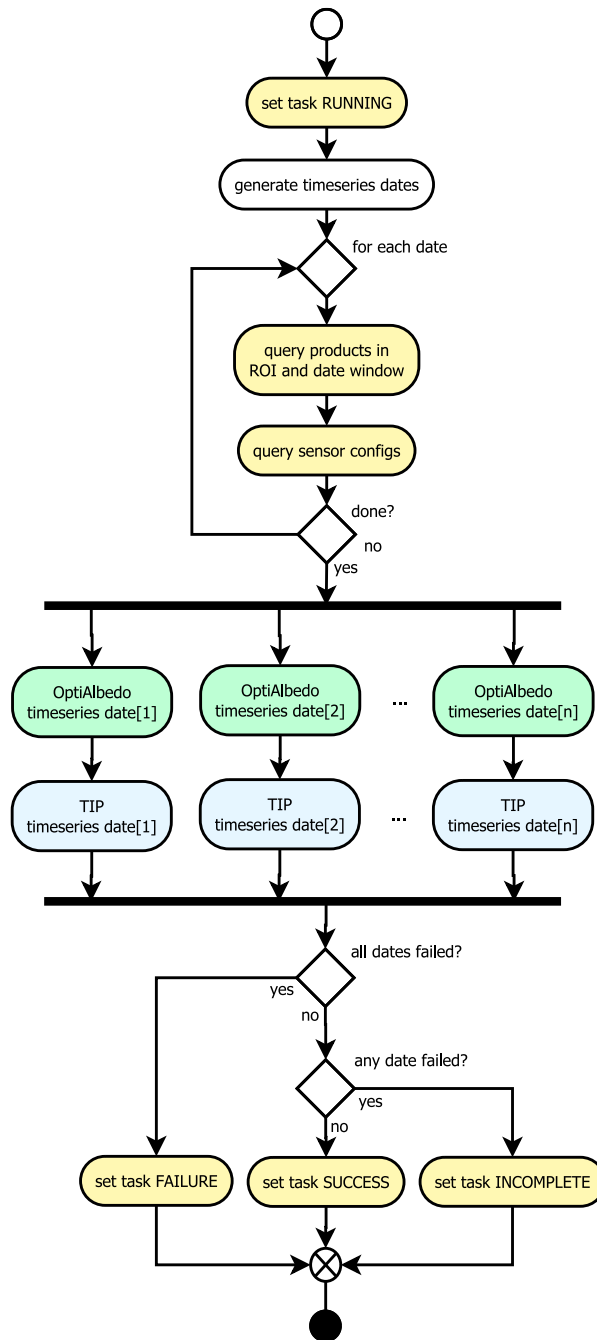 set task RUNNING
generate timeseries dates
for each date
query products in
ROI and date window
query sensor configs
done?
no
yes
OptiAlbedo
timeseries date[1]
OptiAlbedo
timeseries date[2]
...
OptiAlbedo
timeseries date[n]
TIP
timeseries date[1]
TIP
timeseries date[2]
...
TIP
timeseries date[n]
all dates failed?
yes
no
any date failed?
yes
no
set task FAILURE
set task SUCCESS
set task INCOMPLETE